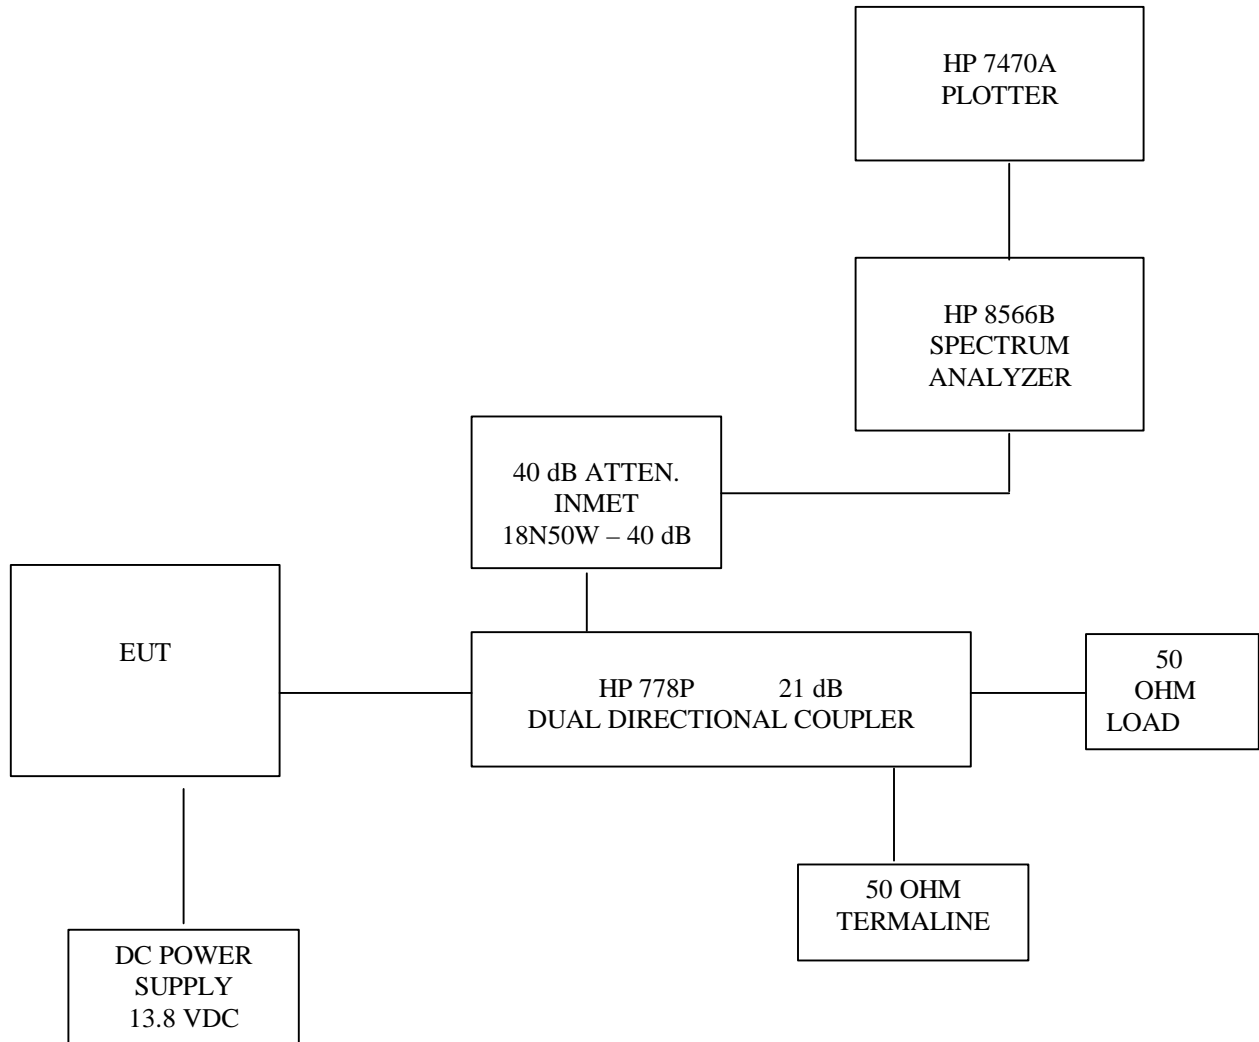 HP 7470A
PLOTTER
HP 8566B
SPECTRUM
ANALYZER
40 dB ATTEN.
INMET
18N50W – 40 dB
EUT
HP 778P 21 dB
DUAL DIRECTIONAL COUPLER
50
OHM
LOAD
50 OHM
TERMALINE
DC POWER
SUPPLY
13.8 VDC